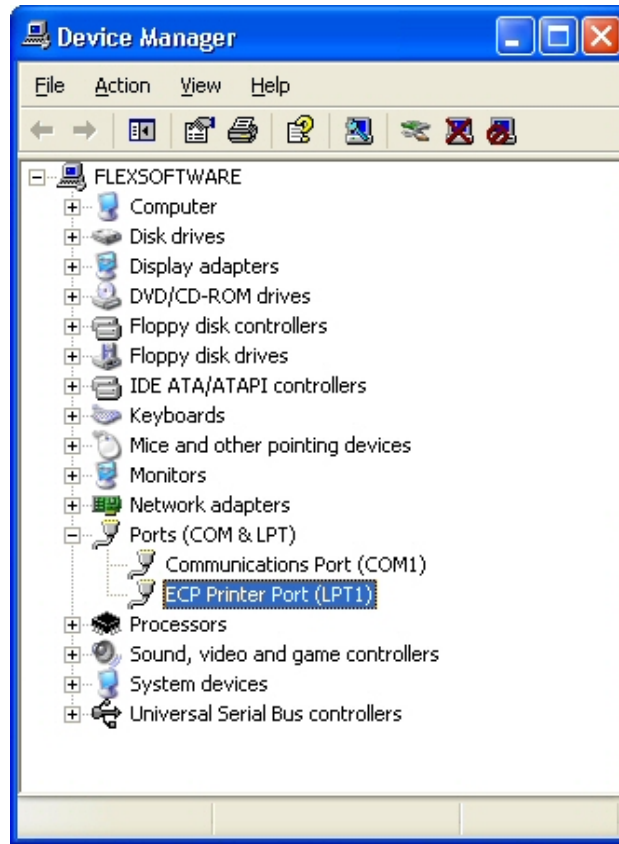 Device Manager
File Action View Help
FLEXSOFTWARE
Computer
Disk drives
Display adapters
DVD/CD-ROM drives
Floppy disk controllers
Floppy disk drives
IDE ATA/ATAPI controllers
Keyboards
Mice and other pointing devices
Monitors
Network adapters
Ports (COM & LPT)
Communications Port (COM1)
ECP Printer Port (LPT1)
Processors
Sound, video and game controllers
System devices
Universal Serial Bus controllers